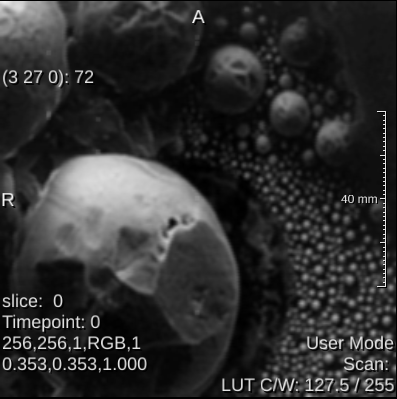 A
(3 27 0): 72
R
40 mm
slice: 0
Timepoint: 0
256,256,1,RGB,1
0.353,0.353,1.000
User Mode
Scan:
LUT C/W: 127.5 / 255